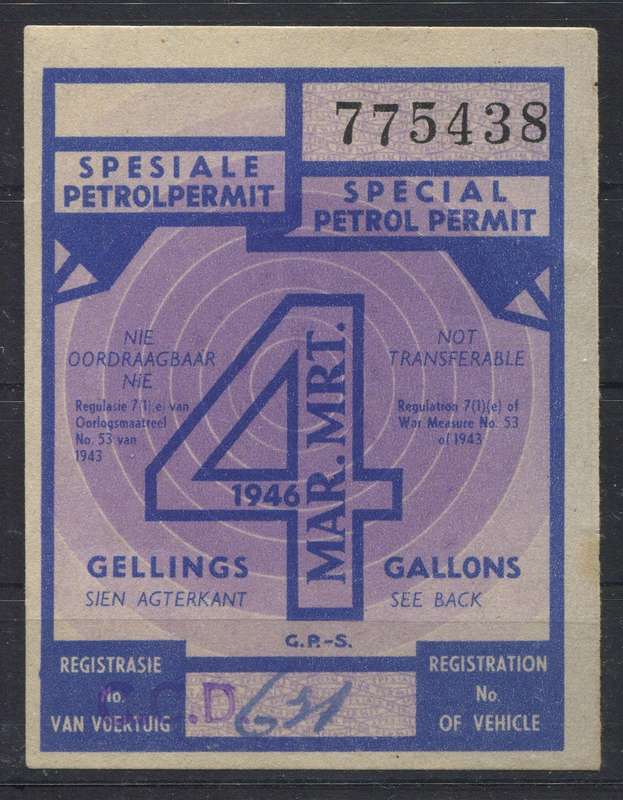 775438
SPESIALE
PETROLPERMIT
SPECIAL
PETROL PERMIT
NIE
OORDRAAGBAAR
NIE
Regulasie 7(1)(e) van
Oorlogsmaatreel
No. 53 van
1943
NOT
TRANSFERABLE
Regulation 7(1)(e) of
War Measure No. 53
of 1943
4
1946
MAR. MRT.
GELLINGS
SIEN AGTERKANT
GALLONS
SEE BACK
G.P.-S.
REGISTRASIE
No.
VAN VOERTUIG
REGISTRATION
No.
OF VEHICLE
C.C.D. 631